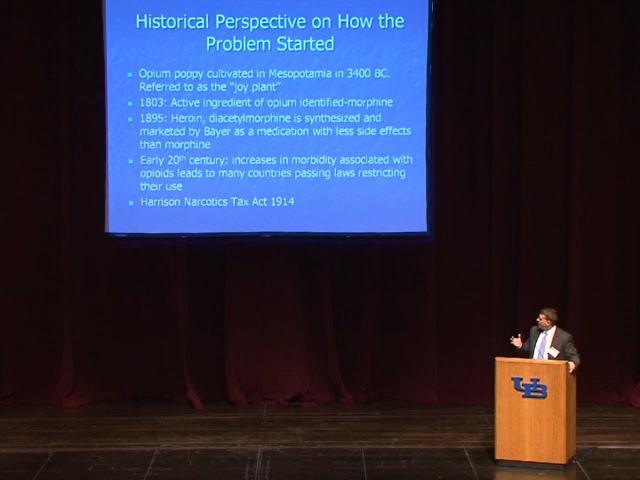 Historical Perspective on How the
Problem Started
Opium poppy cultivated in Mesopotamia in 3400 BC.
Referred to as the "joy plant"
1803: Active ingredient of opium identified-morphine
1895: Heroin, diacetylmorphine is synthesized and
marketed by Bayer as a medication with less side effects
than morphine
Early 20th century: increases in morbidity associated with
opioids leads to many countries passing laws restricting
their use
Harrison Narcotics Tax Act 1914
UB